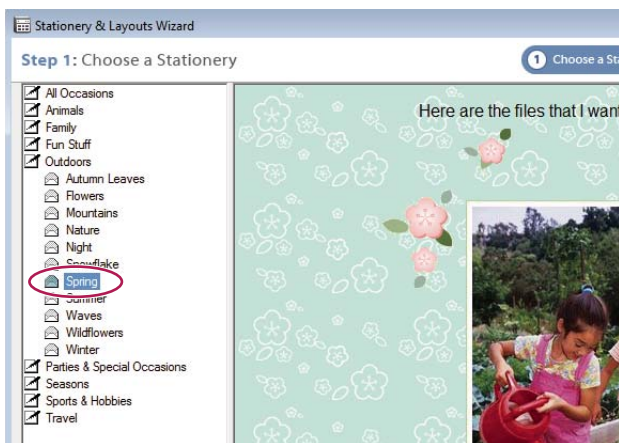 Stationery & Layouts Wizard
Step 1: Choose a Stationery
1 Choose a Sta
All Occasions
Animals
Family
Fun Stuff
Outdoors
Autumn Leaves
Flowers
Mountains
Nature
Night
Snowflake
Spring
Summer
Waves
Wildflowers
Winter
Parties & Special Occasions
Seasons
Sports & Hobbies
Travel
Here are the files that I want